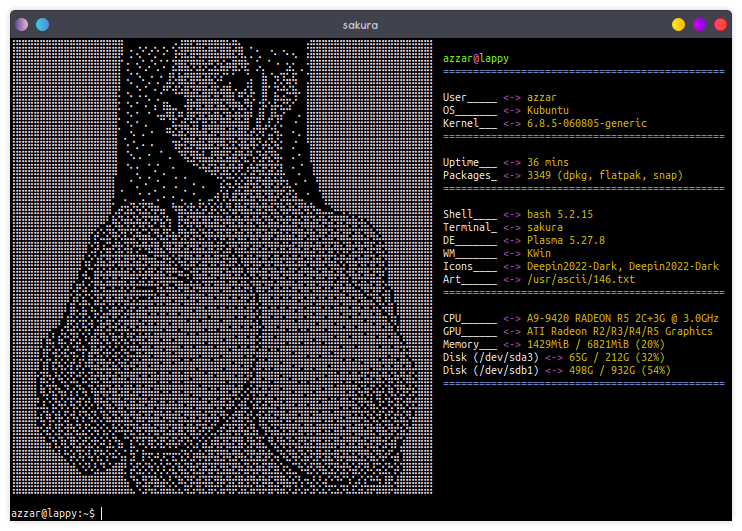 sakura
azzar@lappy
===============================================
User_____ <-> azzar
OS_______ <-> Kubuntu
Kernel___ <-> 6.8.5-060805-generic
===============================================
Uptime___ <-> 36 mins
Packages_ <-> 3349 (dpkg, flatpak, snap)
===============================================
Shell____ <-> bash 5.2.15
Terminal_ <-> sakura
DE_______ <-> Plasma 5.27.8
WM_______ <-> KWin
Icons____ <-> Deepin2022-Dark, Deepin2022-Dark
Art______ <-> /usr/ascii/146.txt
===============================================
CPU______ <-> A9-9420 RADEON R5 2C+3G @ 3.0GHz
GPU______ <-> ATI Radeon R2/R3/R4/R5 Graphics
Memory___ <-> 1429MiB / 6821MiB (20%)
Disk (/dev/sda3) <-> 65G / 212G (32%)
Disk (/dev/sdb1) <-> 498G / 932G (54%)
===============================================
azzar@lappy:~$